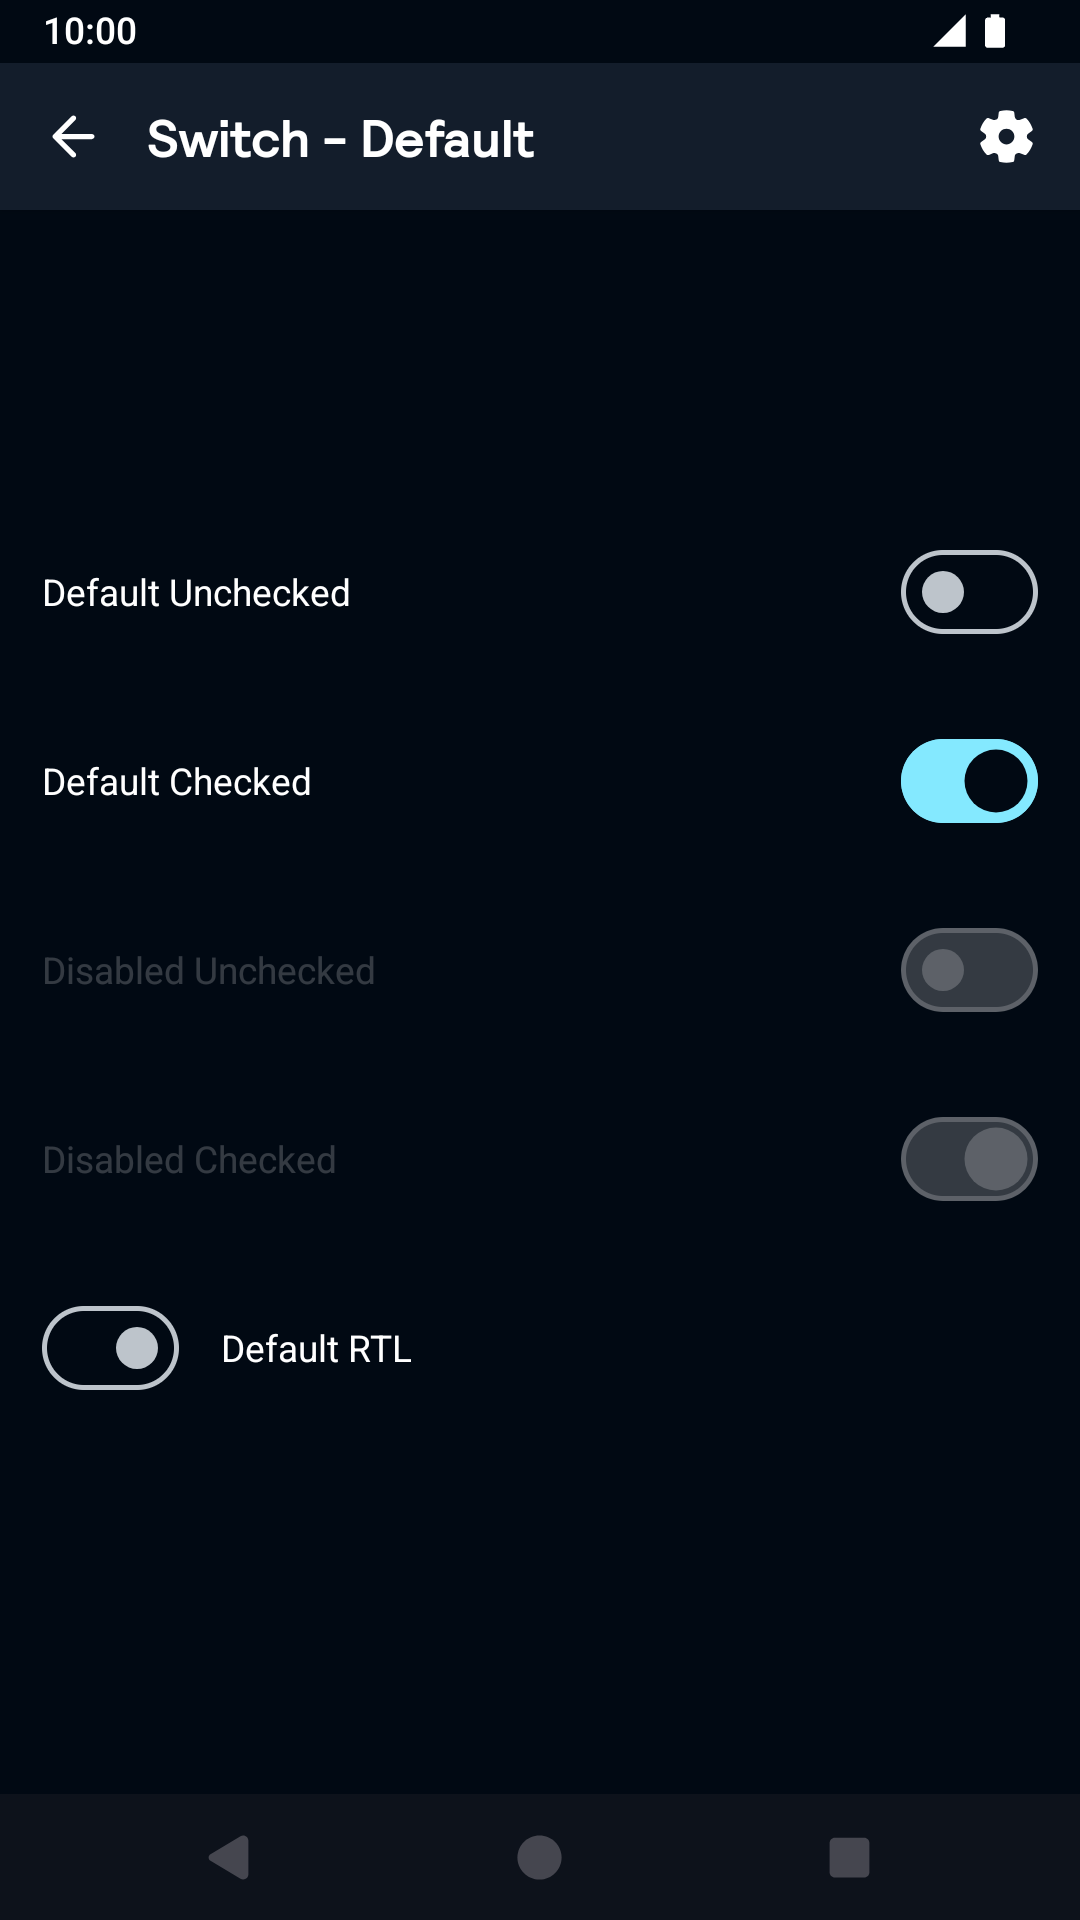 10:00
Switch - Default
Default Unchecked
Default Checked
Disabled Unchecked
Disabled Checked
Default RTL